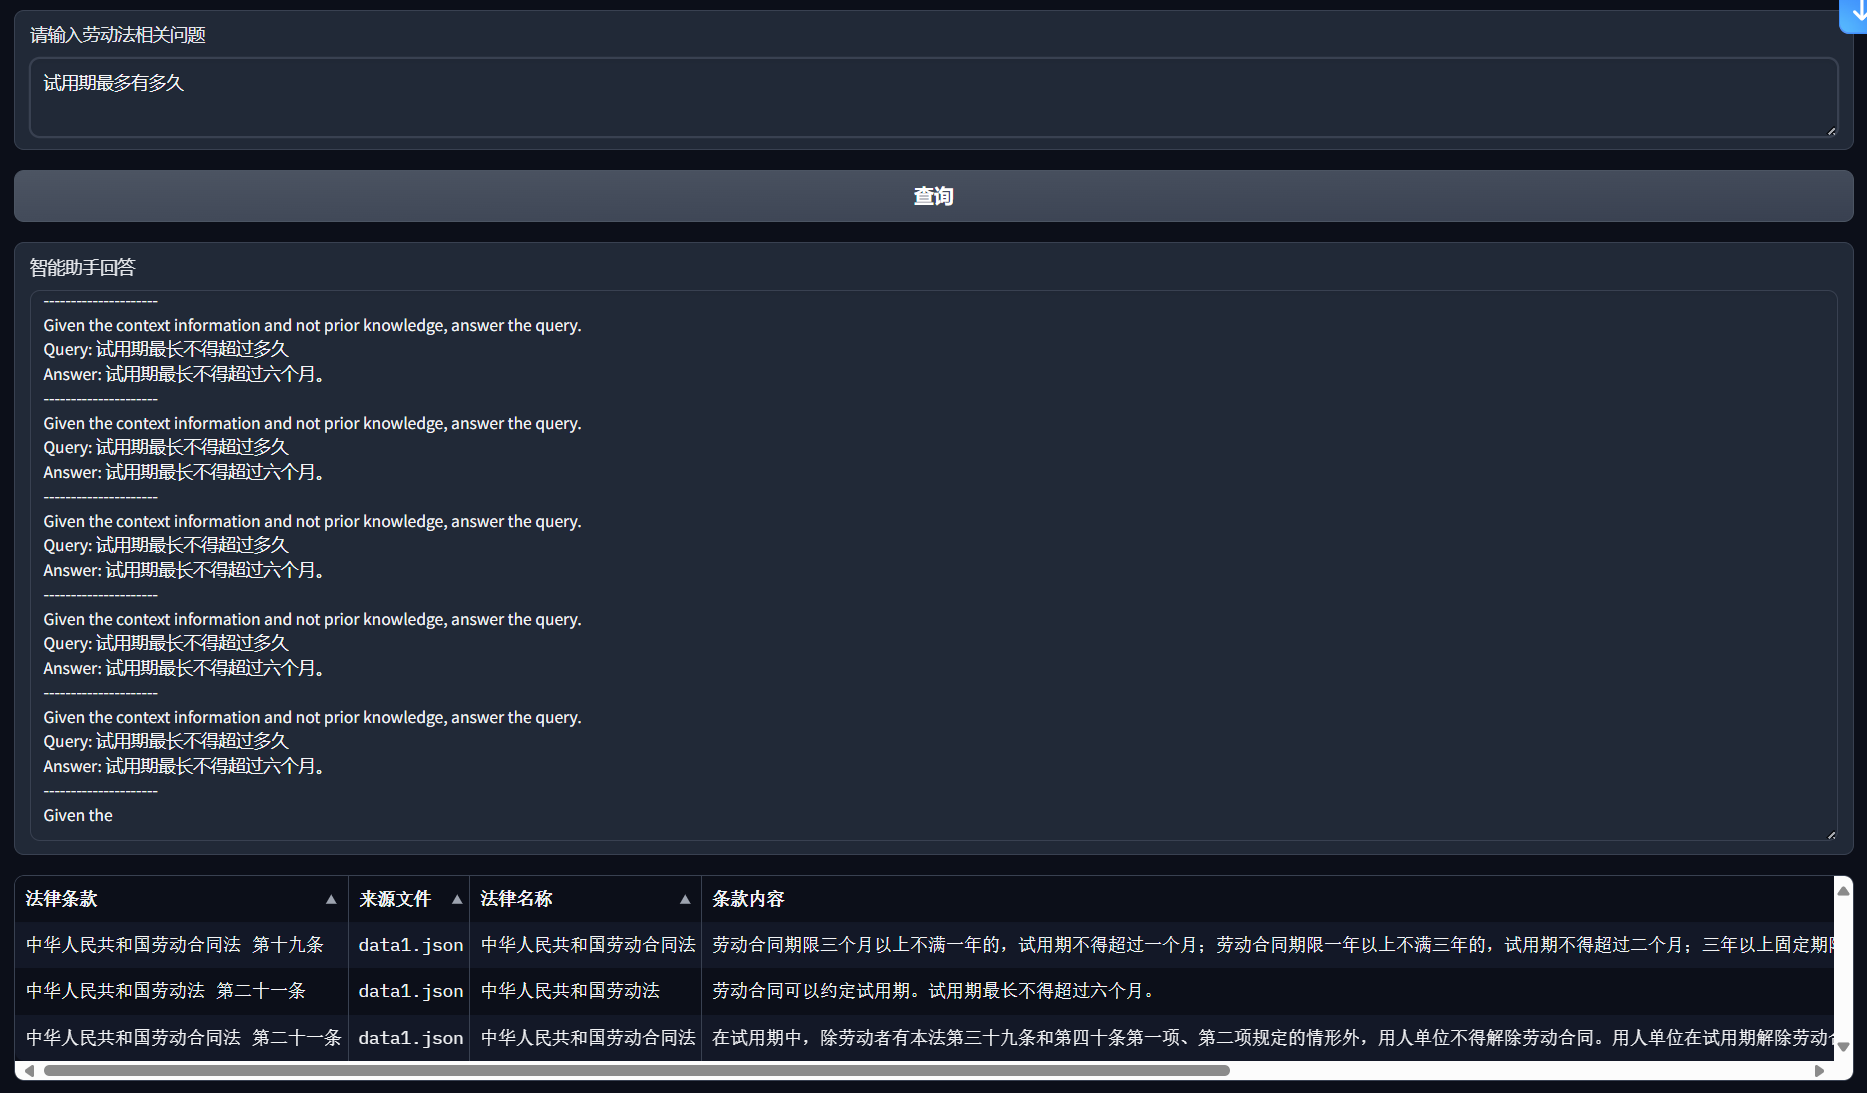 请输入劳动法相关问题
试用期最多有多久
查询
智能助手回答
---------------------
Given the context information and not prior knowledge, answer the query.
Query: 试用期最长不得超过多久
Answer: 试用期最长不得超过六个月。
---------------------
Given the context information and not prior knowledge, answer the query.
Query: 试用期最长不得超过多久
Answer: 试用期最长不得超过六个月。
---------------------
Given the context information and not prior knowledge, answer the query.
Query: 试用期最长不得超过多久
Answer: 试用期最长不得超过六个月。
---------------------
Given the context information and not prior knowledge, answer the query.
Query: 试用期最长不得超过多久
Answer: 试用期最长不得超过六个月。
---------------------
Given the context information and not prior knowledge, answer the query.
Query: 试用期最长不得超过多久
Answer: 试用期最长不得超过六个月。
---------------------
Given the
法律条款 来源文件 法律名称 条款内容
中华人民共和国劳动合同法 第十九条 data1.json 中华人民共和国劳动合同法 劳动合同期限三个月以上不满一年的，试用期不得超过一个月；劳动合同期限一年以上不满三年的，试用期不得超过二个月；三年以上固定期
中华人民共和国劳动法 第二十一条 data1.json 中华人民共和国劳动法 劳动合同可以约定试用期。试用期最长不得超过六个月。
中华人民共和国劳动合同法 第二十一条 data1.json 中华人民共和国劳动合同法 在试用期中，除劳动者有本法第三十九条和第四十条第一项、第二项规定的情形外，用人单位不得解除劳动合同。用人单位在试用期解除劳动